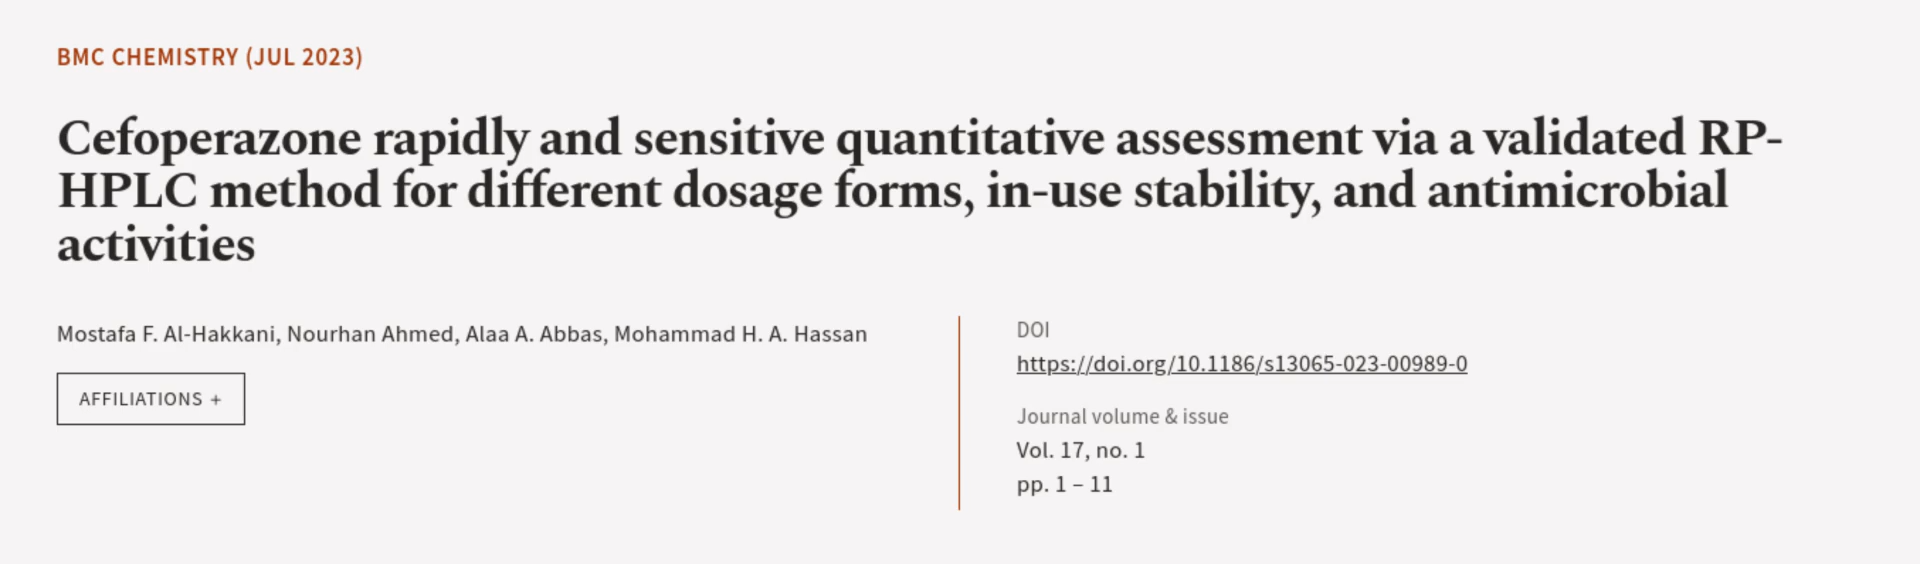 BMC CHEMISTRY (JUL 2023)
Cefoperazone rapidly and sensitive quantitative assessment via a validated RP-
HPLC method for different dosage forms, in-use stability, and antimicrobial
activities
Mostafa F. Al-Hakkani, Nourhan Ahmed, Alaa A. Abbas, Mohammad H. A. Hassan
AFFILIATIONS +
DOI
https://doi.org/10.1186/s13065-023-00989-0
Journal volume & issue
Vol. 17, no. 1
pp. 1 – 11